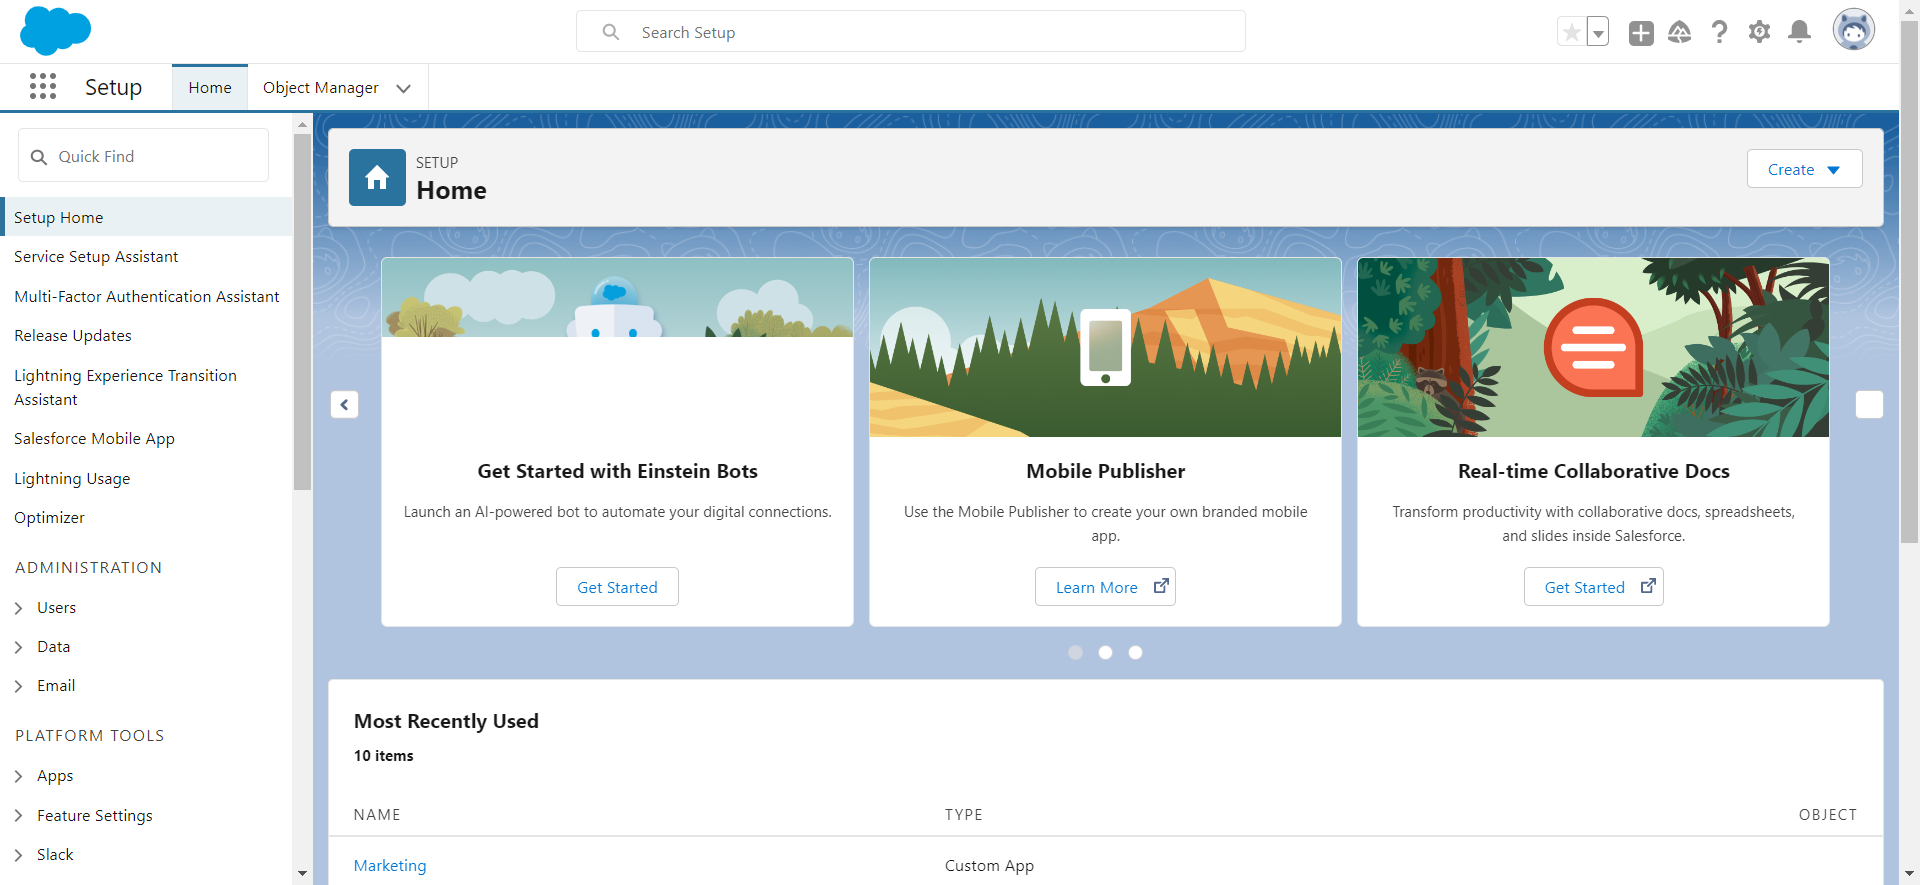 Search Setup
Setup
Home
Object Manager
Quick Find
Setup Home
Service Setup Assistant
Multi-Factor Authentication Assistant
Release Updates
Lightning Experience Transition
Assistant
Salesforce Mobile App
Lightning Usage
Optimizer
ADMINISTRATION
Users
Data
Email
PLATFORM TOOLS
Apps
Feature Settings
Slack
SETUP
Home
Create
Get Started with Einstein Bots
Launch an AI-powered bot to automate your digital connections.
Get Started
Mobile Publisher
Use the Mobile Publisher to create your own branded mobile
app.
Learn More
Real-time Collaborative Docs
Transform productivity with collaborative docs, spreadsheets,
and slides inside Salesforce.
Get Started
Most Recently Used
10 items
NAME TYPE OBJECT
Marketing Custom App